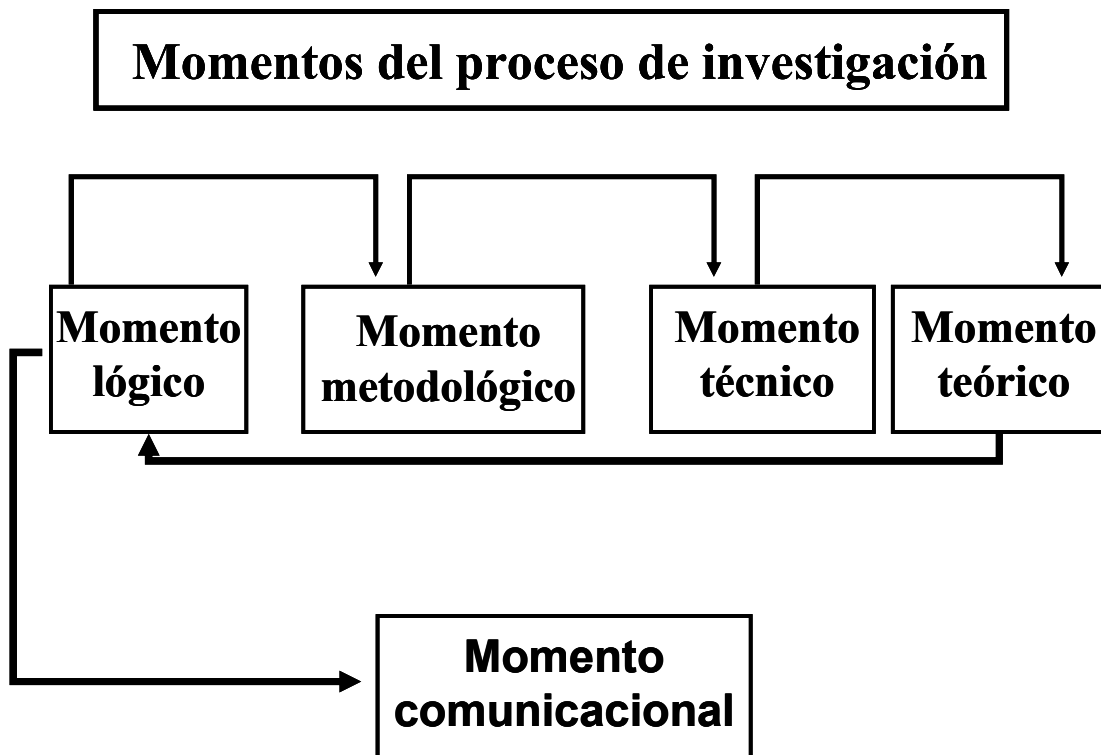 Momentos del proceso de investigación
Momento
lógico
Momento
metodológico
Momento
técnico
Momento
teórico
Momento
comunicacional